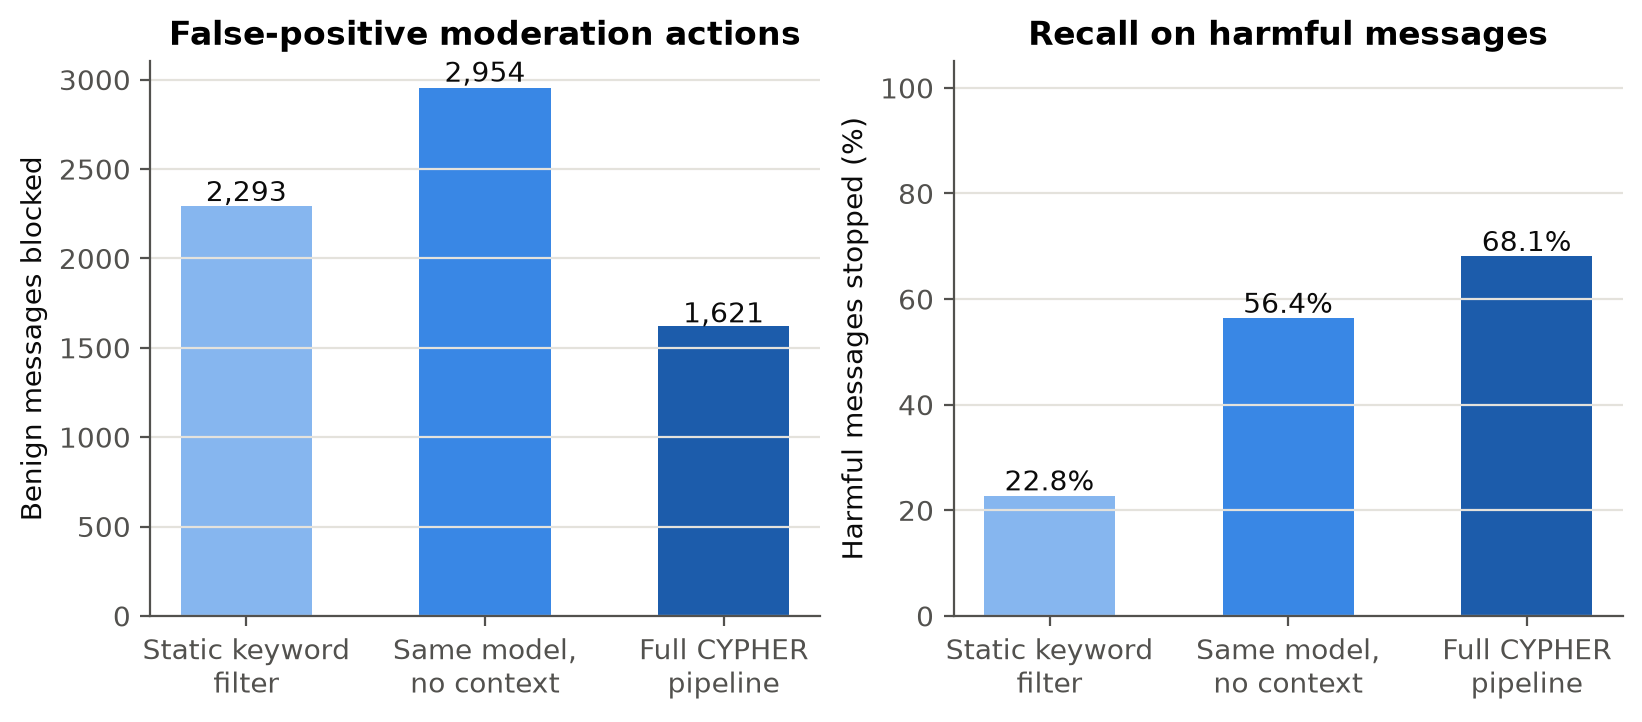 False-positive moderation actions
Benign messages blocked
3000
2500
2000
1500
1000
500
0
2,293
2,954
1,621
Static keyword
filter
Same model,
no context
Full CYPHER
pipeline
Recall on harmful messages
Harmful messages stopped (%)
100
80
60
40
20
0
22.8%
56.4%
68.1%
Static keyword
filter
Same model,
no context
Full CYPHER
pipeline